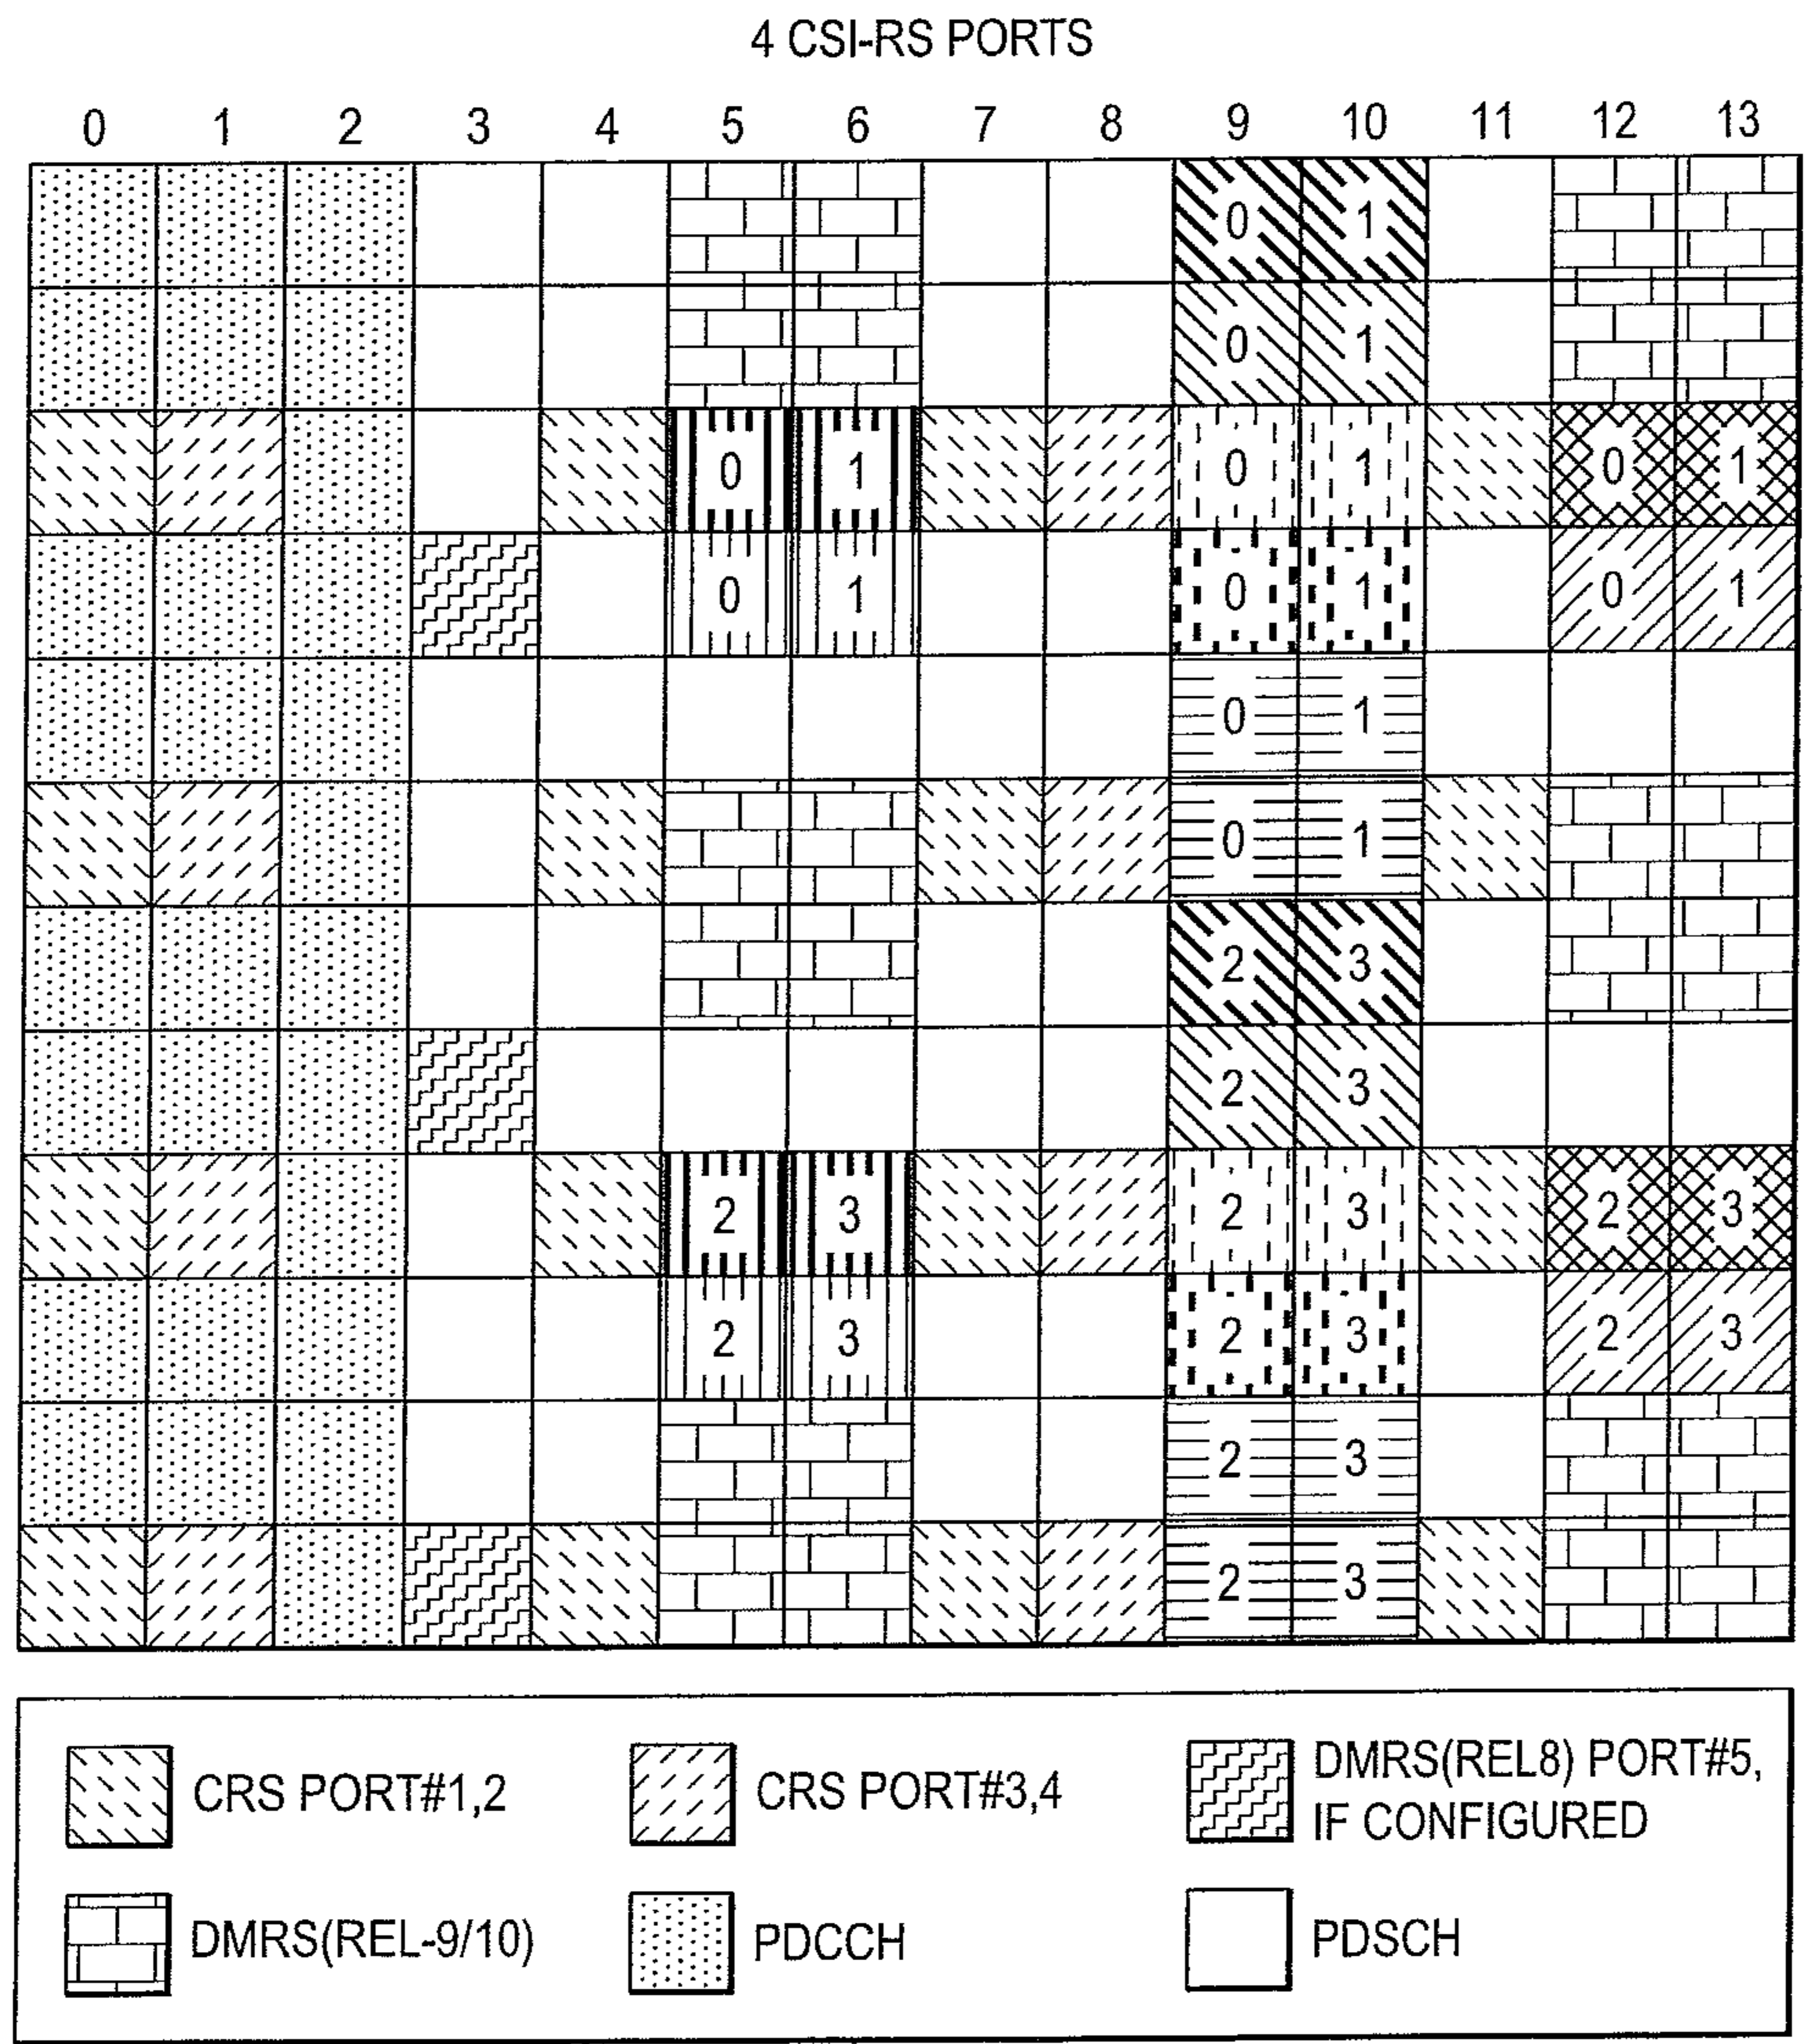 4 CSI-RS PORTS
0 1 2 3 4 5 6 7 8 9 10 11 12 13
0 1
0 1
0 1 0 1 0 1
0 1 0 1 0 1
0 1
0 1
2 3
2 3
2 3 2 3 2 3
2 3 2 3 2 3
2 3
2 3
CRS PORT#1,2
CRS PORT#3,4
DMRS(REL8) PORT#5,
IF CONFIGURED
DMRS(REL-9/10)
PDCCH
PDSCH